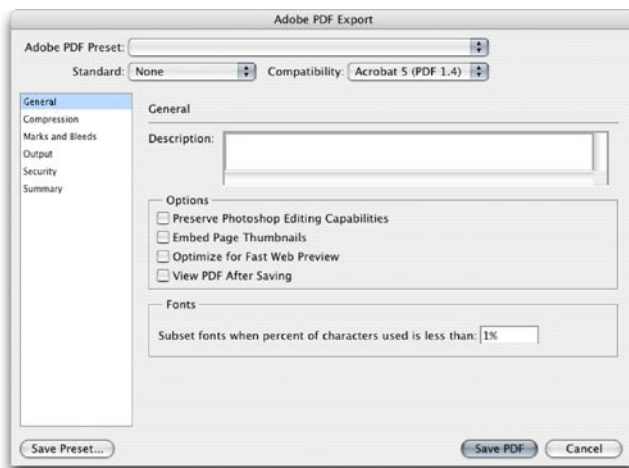 Adobe PDF Export
Adobe PDF Preset:
Standard: None Compatibility: Acrobat 5 (PDF 1.4)
General
Compression
Marks and Bleeds
Output
Security
Summary
General
Description:
Options
Preserve Photoshop Editing Capabilities
Embed Page Thumbnails
Optimize for Fast Web Preview
View PDF After Saving
Fonts
Subset fonts when percent of characters used is less than: 1%
Save Preset... Save PDF Cancel